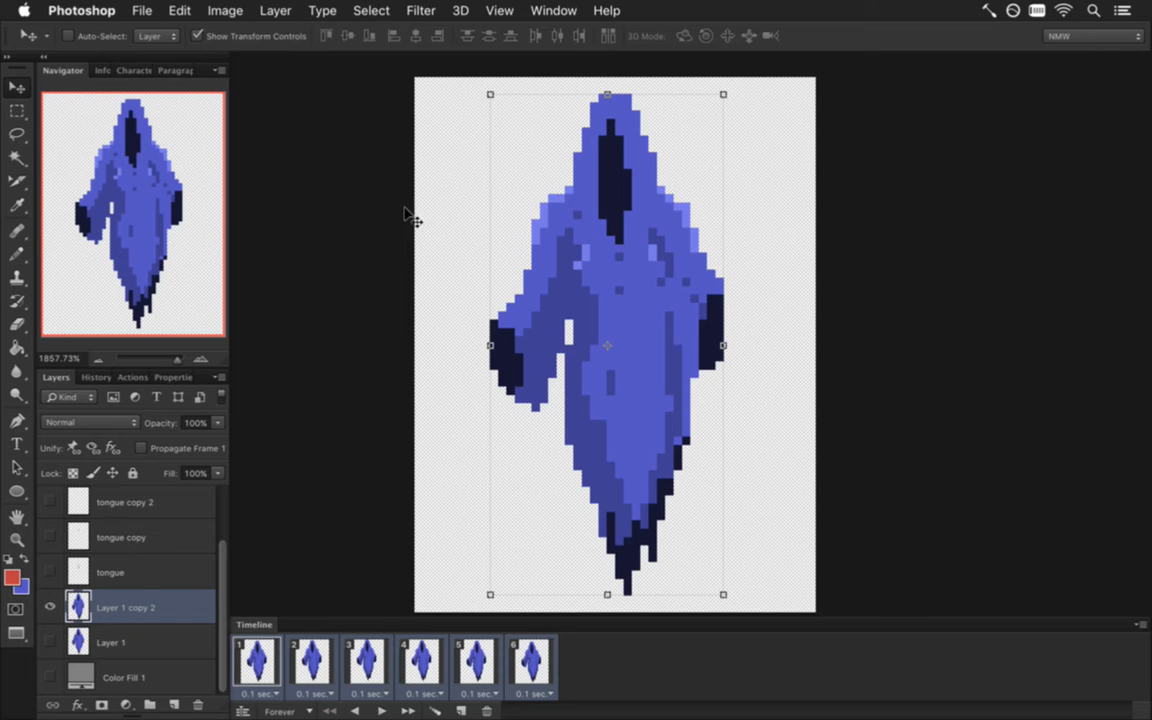 Photoshop File Edit Image Layer Type Select Filter 3D View Window Help
Auto-Select: Layer Show Transform Controls 3D Mode: NMW
Navigator Info Characte Paragrap
1857.73%
Layers History Actions Propertie
Kind
Normal Opacity: 100%
Unify: Propagate Frame 1
Lock: Fill: 100%
tongue copy 2
tongue copy
tongue
Layer 1 copy 2
Layer 1
Color Fill 1
Timeline
1 2 3 4 5 6
0.1 sec. 0.1 sec. 0.1 sec. 0.1 sec. 0.1 sec. 0.1 sec.
Forever